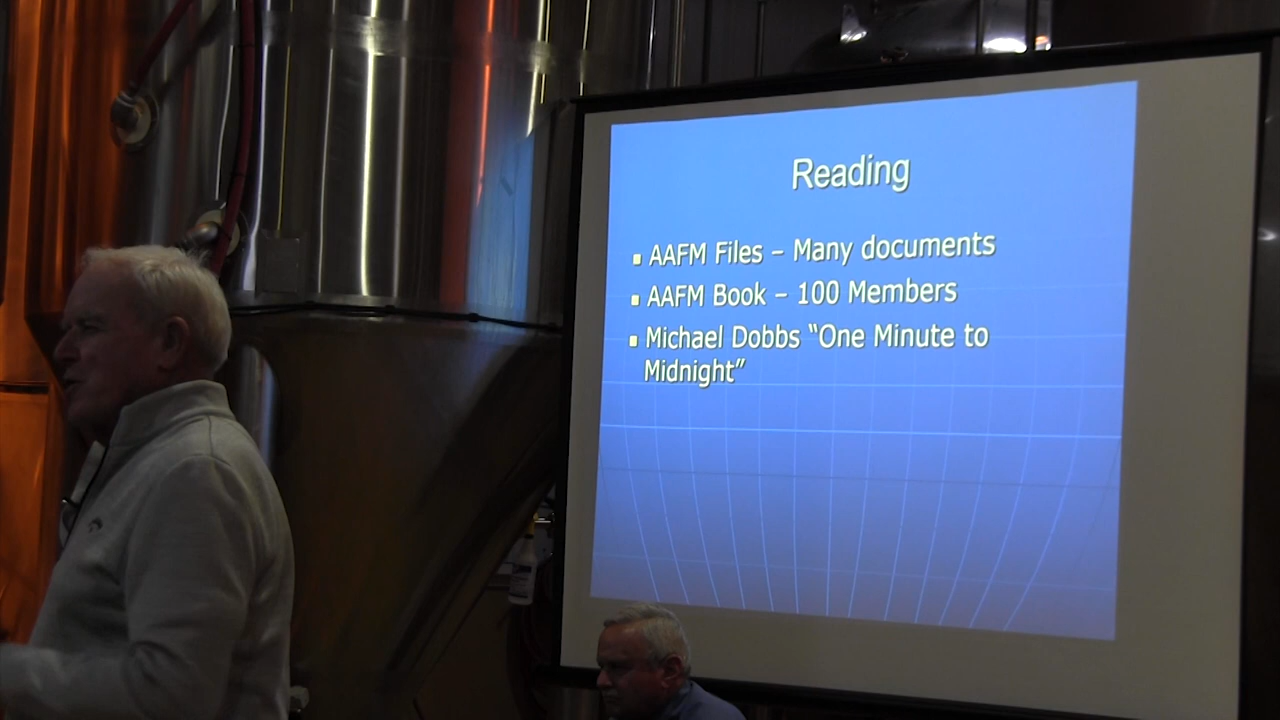 Reading
▪ AAFM Files – Many documents
▪ AAFM Book – 100 Members
▪ Michael Dobbs “One Minute to
Midnight”